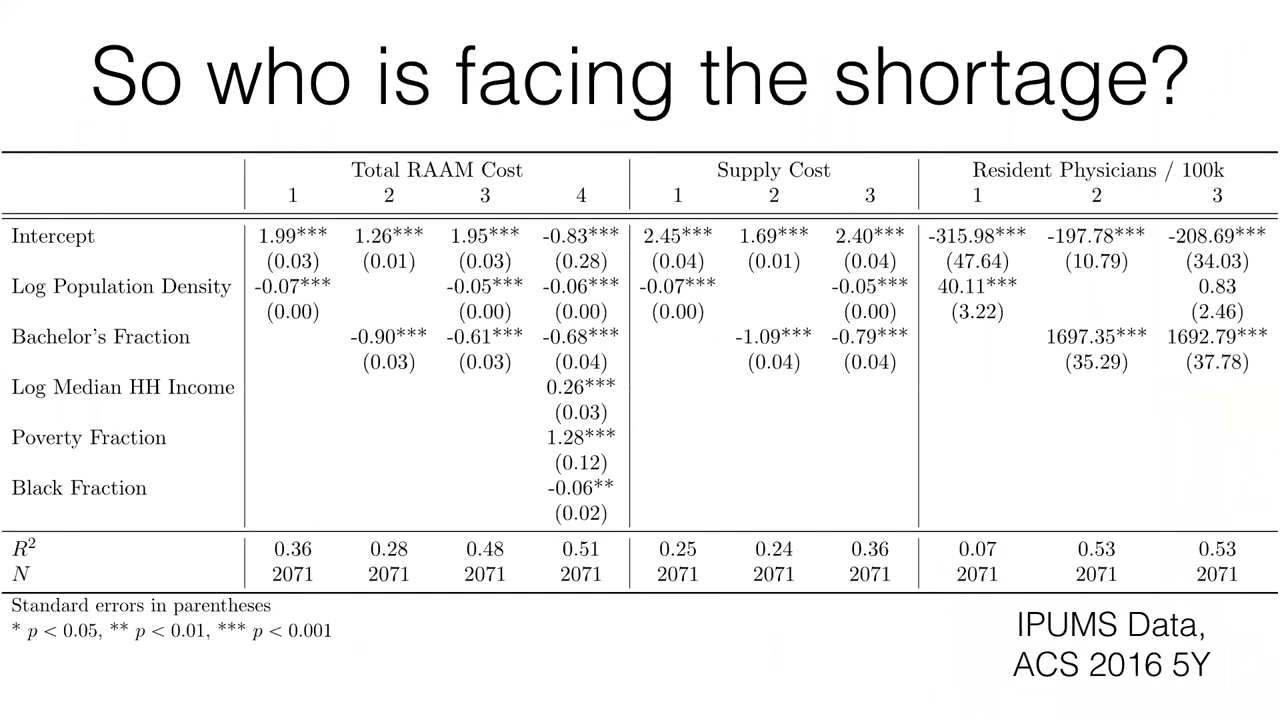 So who is facing the shortage?
Total RAAM Cost Supply Cost Resident Physicians / 100k
1 2 3 4 1 2 3 1 2 3
Intercept 1.99*** 1.26*** 1.95*** -0.83*** 2.45*** 1.69*** 2.40*** -315.98*** -197.78*** -208.69***
(0.03) (0.01) (0.03) (0.28) (0.04) (0.01) (0.04) (47.64) (10.79) (34.03)
Log Population Density -0.07*** -0.05*** -0.06*** -0.07*** -0.05*** 40.11*** 0.83
(0.00) (0.00) (0.00) (0.00) (0.00) (3.22) (2.46)
Bachelor's Fraction -0.90*** -0.61*** -0.68*** -1.09*** -0.79*** 1697.35*** 1692.79***
(0.03) (0.03) (0.04) (0.04) (0.04) (35.29) (37.78)
Log Median HH Income 0.26***
(0.03)
Poverty Fraction 1.28***
(0.12)
Black Fraction -0.06**
(0.02)
R² 0.36 0.28 0.48 0.51 0.25 0.24 0.36 0.07 0.53 0.53
N 2071 2071 2071 2071 2071 2071 2071 2071 2071 2071
Standard errors in parentheses
* p < 0.05, ** p < 0.01, *** p < 0.001
IPUMS Data,
ACS 2016 5Y